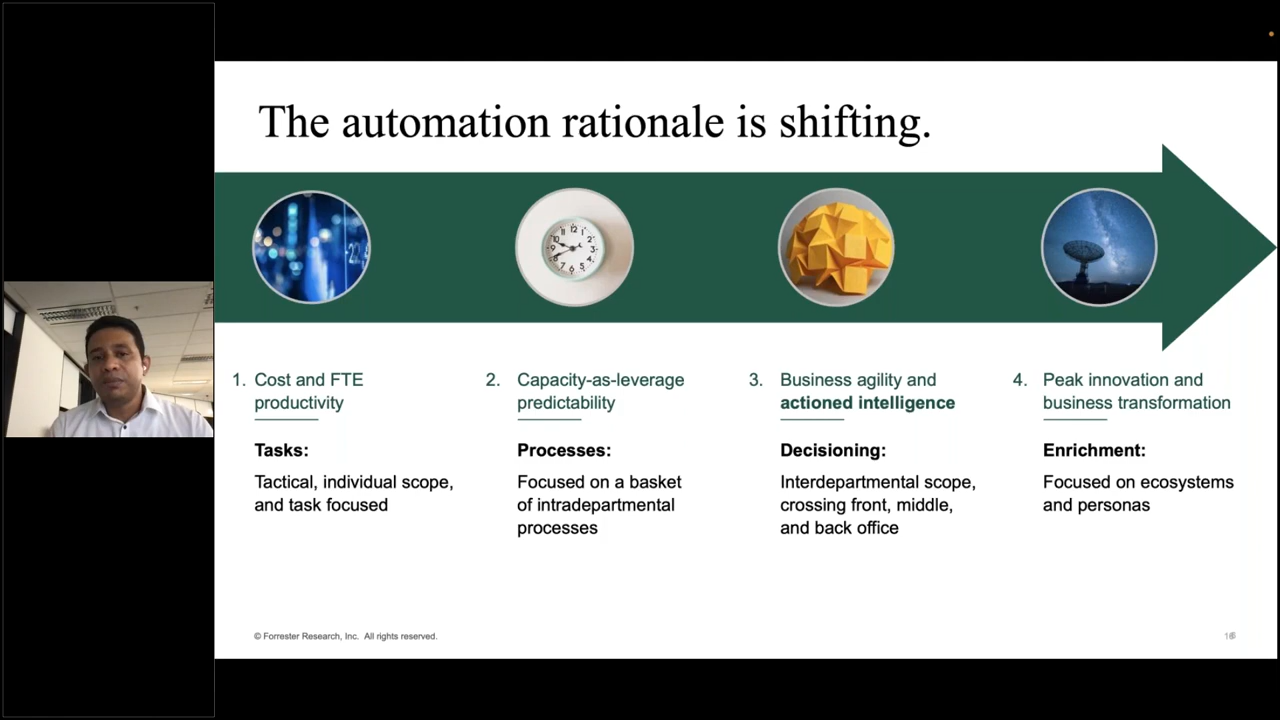 The automation rationale is shifting.
1. Cost and FTE
productivity
Tasks:
Tactical, individual scope,
and task focused
2. Capacity-as-leverage
predictability
Processes:
Focused on a basket
of intradepartmental
processes
3. Business agility and
actioned intelligence
Decisioning:
Interdepartmental scope,
crossing front, middle,
and back office
4. Peak innovation and
business transformation
Enrichment:
Focused on ecosystems
and personas
© Forrester Research, Inc. All rights reserved.